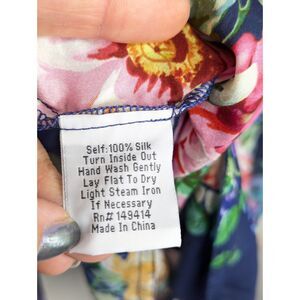 Self:100% Silk
Turn Inside Out
Hand Wash Gently
Lay Flat To Dry
Light Steam Iron
If Necessary
Rn# 149414
Made In China